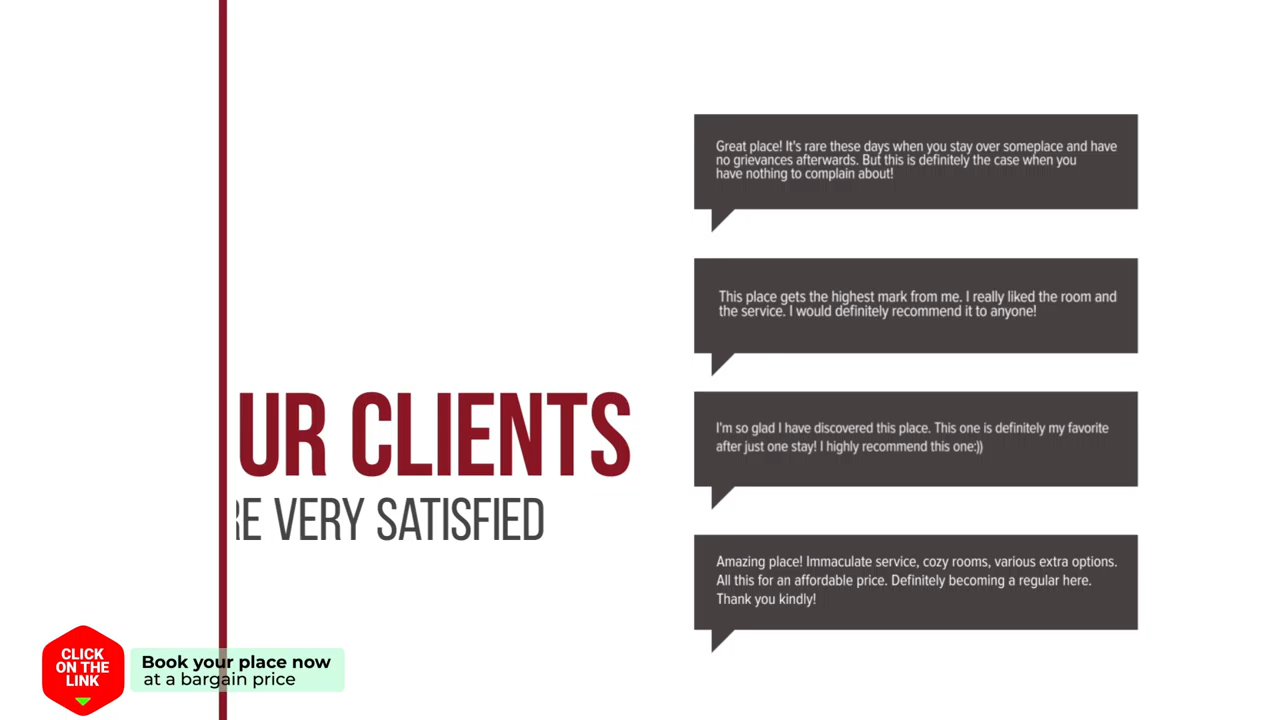 Great place! It's rare these days when you stay over someplace and have
no grievances afterwards. But this is definitely the case when you
have nothing to complain about!
This place gets the highest mark from me. I really liked the room and
the service. I would definitely recommend it to anyone!
UR CLIENTS
RE VERY SATISFIED
I'm so glad I have discovered this place. This one is definitely my favorite
after just one stay! I highly recommend this one:))
Amazing place! Immaculate service, cozy rooms, various extra options.
All this for an affordable price. Definitely becoming a regular here.
Thank you kindly!
CLICK
ON THE
LINK
Book your place now
at a bargain price